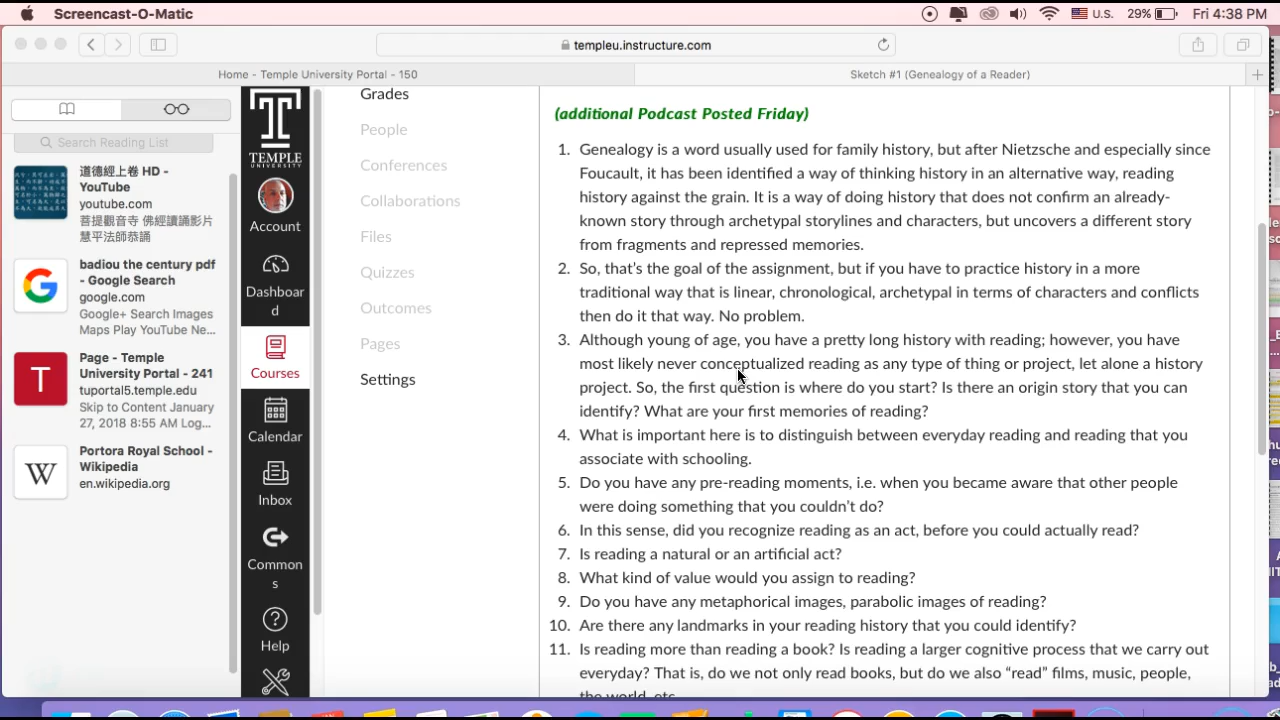 Screencast-O-Matic
U.S.
29%
Fri 4:38 PM
templeu.instructure.com
Home - Temple University Portal - 150
Sketch #1 (Genealogy of a Reader)
Search Reading List
道德經上卷 HD -
YouTube
youtube.com
菩提觀音寺 佛經讀誦影片
慧平法師恭誦
badiou the century pdf
- Google Search
google.com
Google+ Search Images
Maps Play YouTube Ne...
T
Page - Temple
University Portal - 241
tuportal5.temple.edu
Skip to Content January
27, 2018 8:55 AM Log...
W
Portora Royal School -
Wikipedia
en.wikipedia.org
TEMPLE
UNIVERSITY
Account
Dashboar
d
Courses
Calendar
Inbox
Common
s
Help
Grades
People
Conferences
Collaborations
Files
Quizzes
Outcomes
Pages
Settings
(additional Podcast Posted Friday)
1. Genealogy is a word usually used for family history, but after Nietzsche and especially since
Foucault, it has been identified a way of thinking history in an alternative way, reading
history against the grain. It is a way of doing history that does not confirm an already-
known story through archetypal storylines and characters, but uncovers a different story
from fragments and repressed memories.
2. So, that's the goal of the assignment, but if you have to practice history in a more
traditional way that is linear, chronological, archetypal in terms of characters and conflicts
then do it that way. No problem.
3. Although young of age, you have a pretty long history with reading; however, you have
most likely never conceptualized reading as any type of thing or project, let alone a history
project. So, the first question is where do you start? Is there an origin story that you can
identify? What are your first memories of reading?
4. What is important here is to distinguish between everyday reading and reading that you
associate with schooling.
5. Do you have any pre-reading moments, i.e. when you became aware that other people
were doing something that you couldn't do?
6. In this sense, did you recognize reading as an act, before you could actually read?
7. Is reading a natural or an artificial act?
8. What kind of value would you assign to reading?
9. Do you have any metaphorical images, parabolic images of reading?
10. Are there any landmarks in your reading history that you could identify?
11. Is reading more than reading a book? Is reading a larger cognitive process that we carry out
everyday? That is, do we not only read books, but do we also “read” films, music, people,
the world, etc.